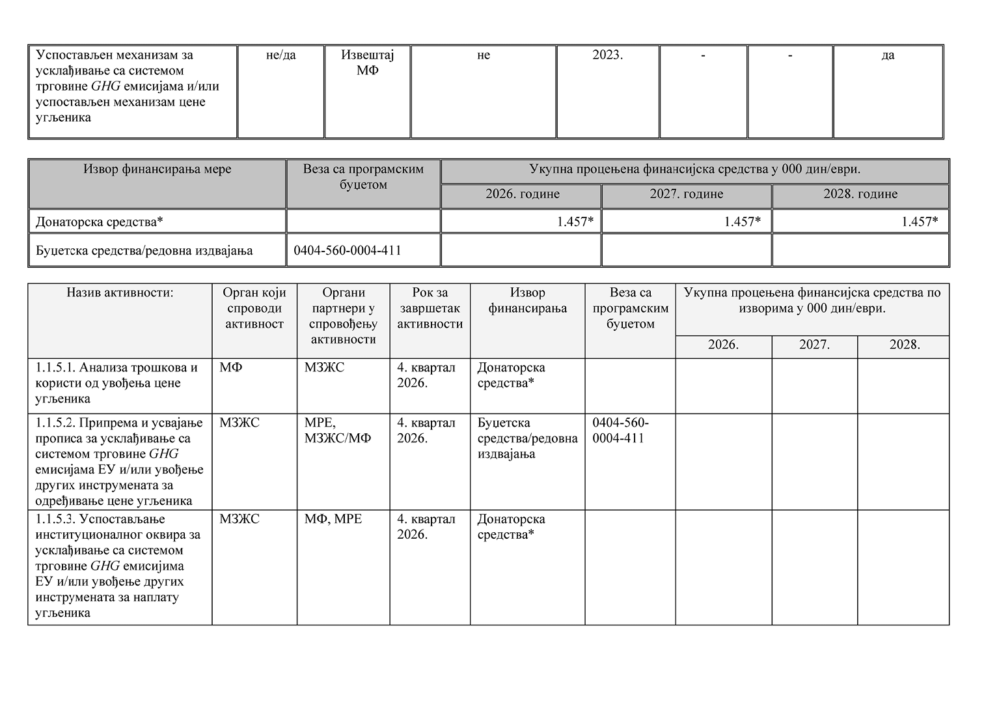 Успостављен механизам за
усклађивање са системом
трговине GHG емисијама и/или
успостављен механизам цене
угљеника
не/да
Извештај
МФ
не
2023.
-
-
да
Извор финансирања мере
Веза са програмским
буџетом
Укупна процењена финансијска средства у 000 дин/еври.
2026. године
2027. године
2028. године
Донаторска средства*
1.457*
1.457*
1.457*
Буџетска средства/редовна издвајања
0404-560-0004-411
Назив активности:
Орган који
спроводи
активност
Органи
партнери у
спровођењу
активности
Рок за
завршетак
активности
Извор
финансирања
Веза са
програмским
буџетом
Укупна процењена финансијска средства по
изворима у 000 дин/еври.
2026.
2027.
2028.
1.1.5.1. Анализа трошкова и
користи од увођења цене
угљеника
МФ
МЗЖС
4. квартал
2026.
Донаторска
средства*
1.1.5.2. Припрема и усвајање
прописа за усклађивање са
системом трговине GHG
емисијама ЕУ и/или увођење
других инструмената за
одређивање цене угљеника
МЗЖС
МРЕ,
МЗЖС/МФ
4. квартал
2026.
Буџетска
средства/редовна
издвајања
0404-560-
0004-411
1.1.5.3. Успостављање
институционалног оквира за
усклађивање са системом
трговине GHG емисијима
ЕУ и/или увођење других
инструмената за наплату
угљеника
МЗЖС
МФ, МРЕ
4. квартал
2026.
Донаторска
средства*